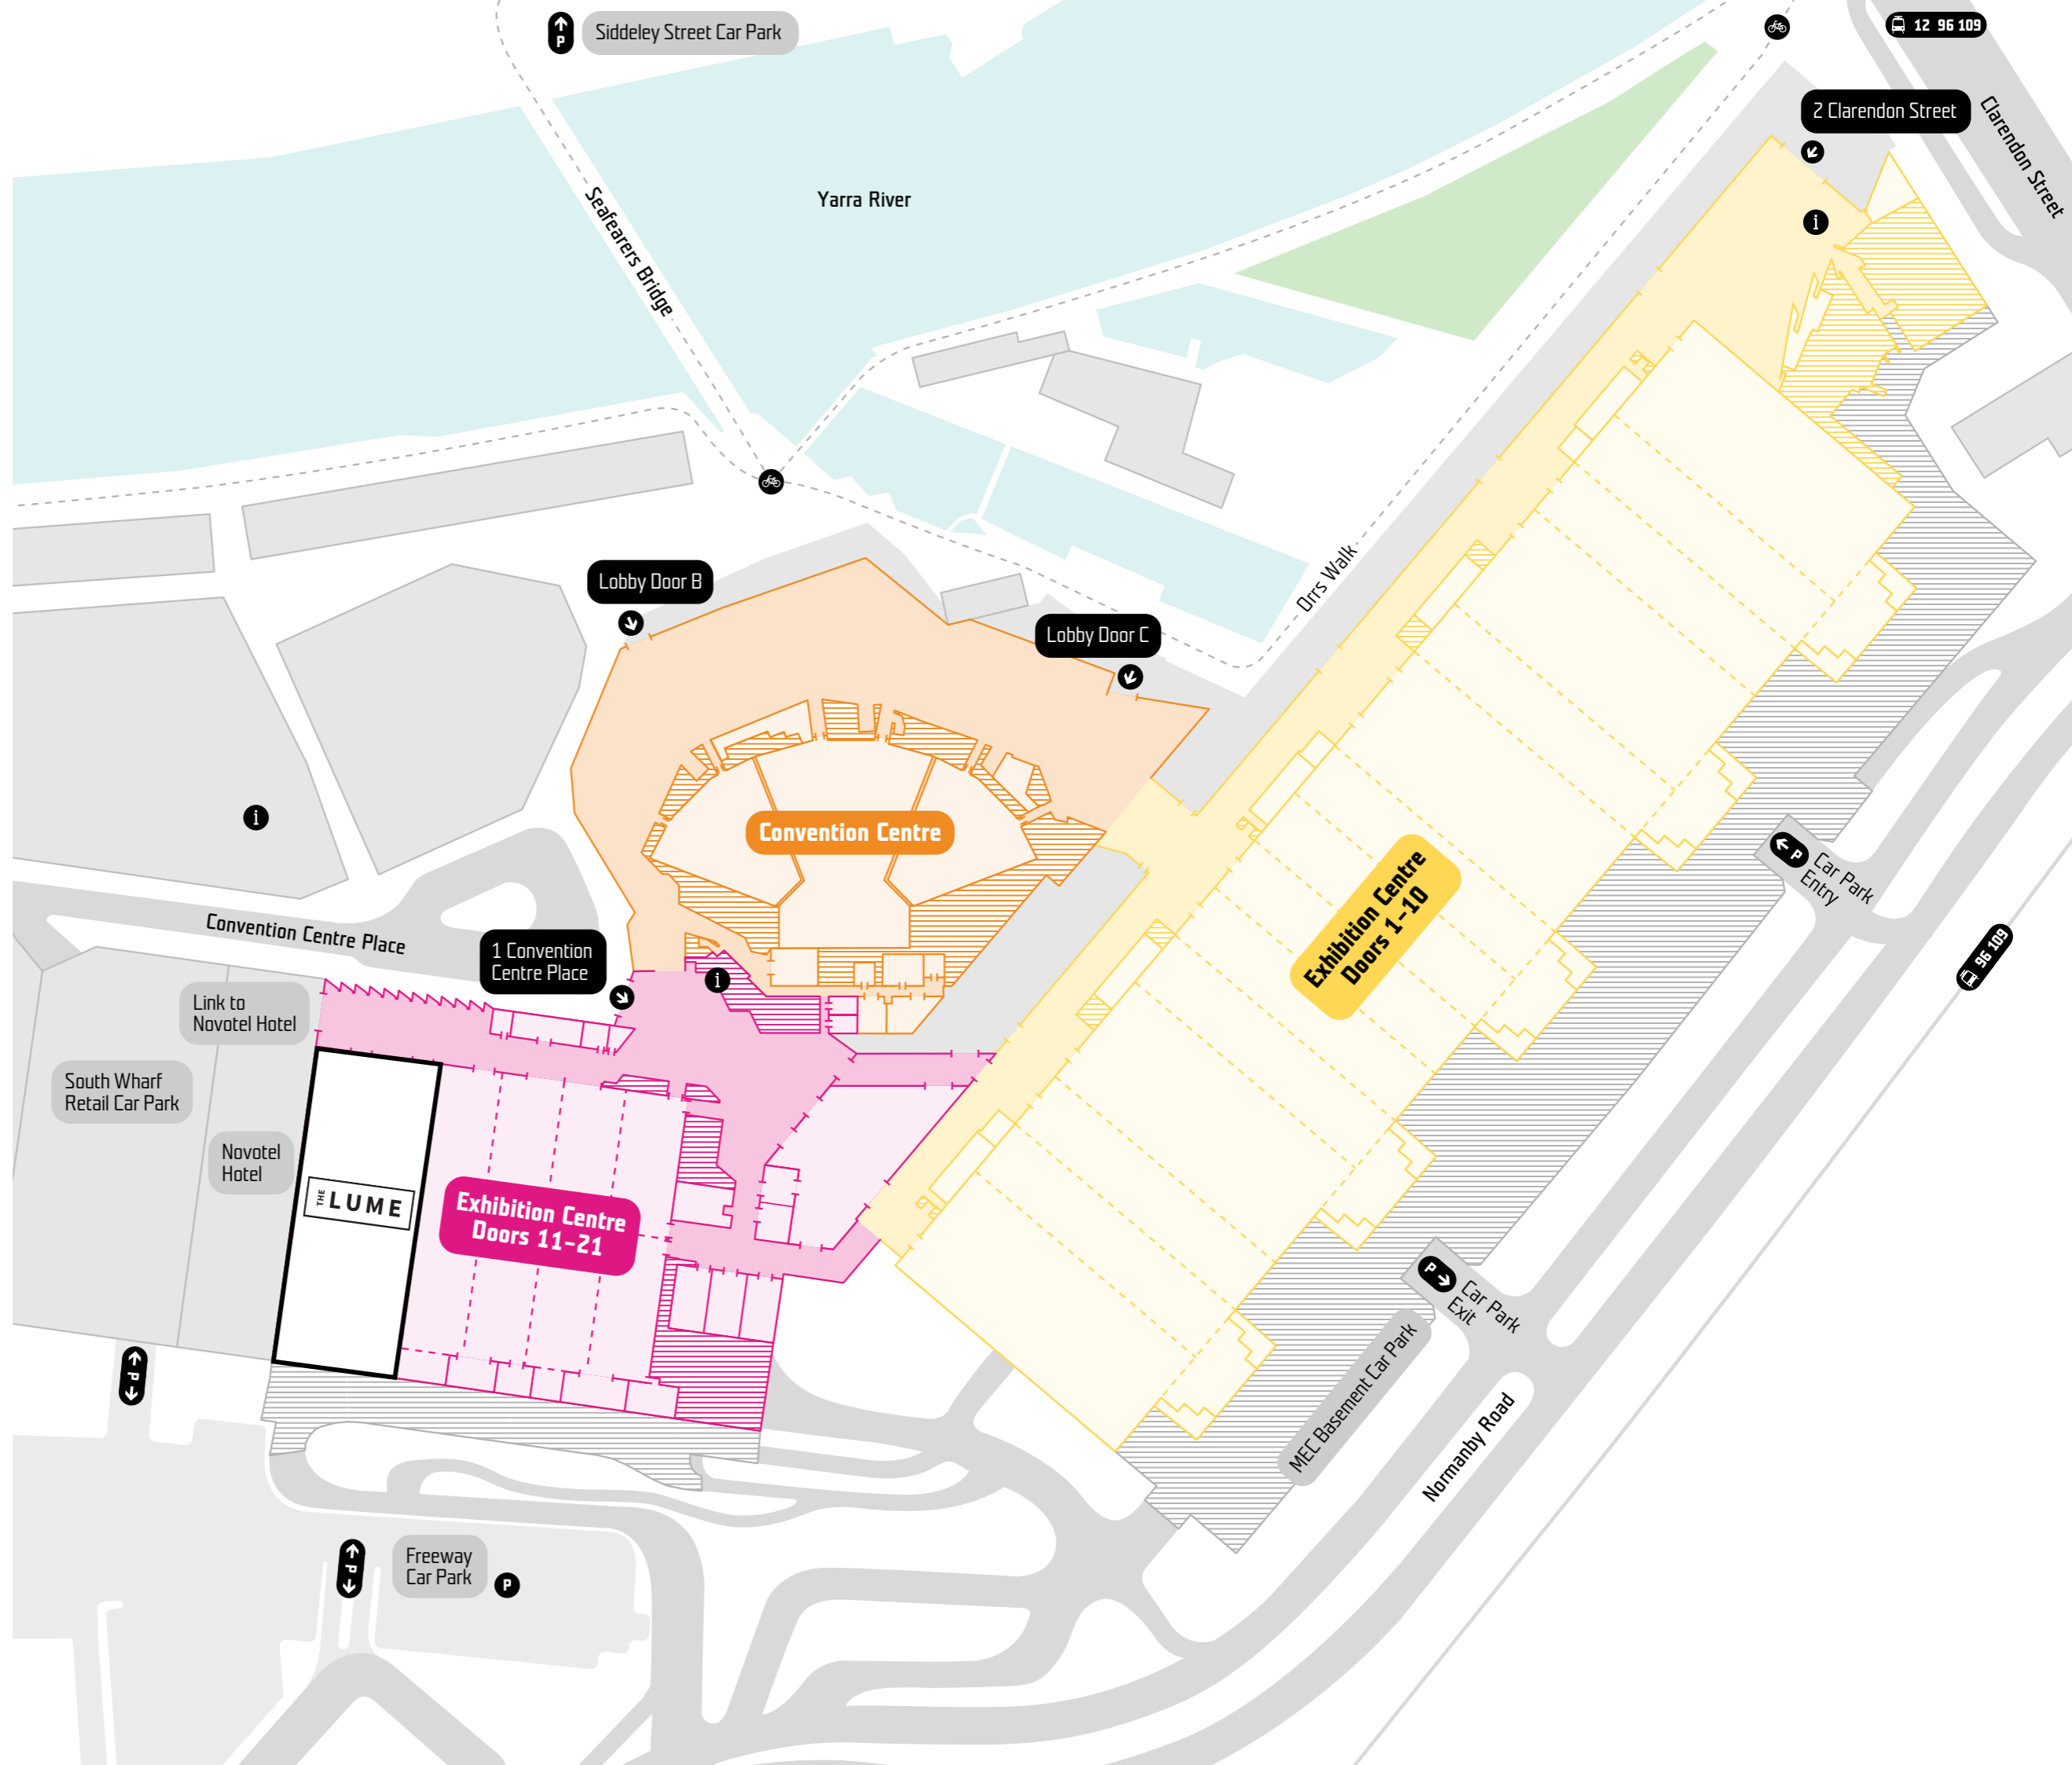 P
Siddeley Street Car Park
12 96 109
2 Clarendon Street
Clarendon Street
Yarra River
Seafearers Bridge
i
Orrs Walk
Lobby Door B
Lobby Door C
i
Convention Centre
Exhibition Centre
Doors 1-10
P
Car Park
Entry
Convention Centre Place
1 Convention
Centre Place
i
96 109
Link to
Novotel Hotel
South Wharf
Retail Car Park
Novotel
Hotel
THE LUME
Exhibition Centre
Doors 11-21
P
Car Park
Exit
MEC Basement Car Park
Normanby Road
P
P
Freeway
Car Park
P